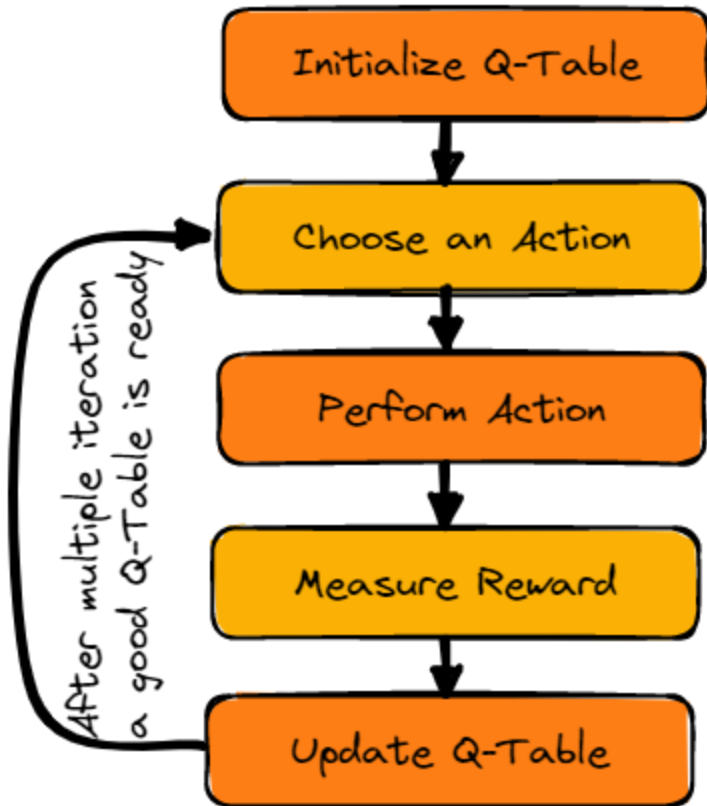 Initialize Q-Table
Choose an Action
Perform Action
Measure Reward
Update Q-Table
After multiple iteration
a good Q-Table is ready